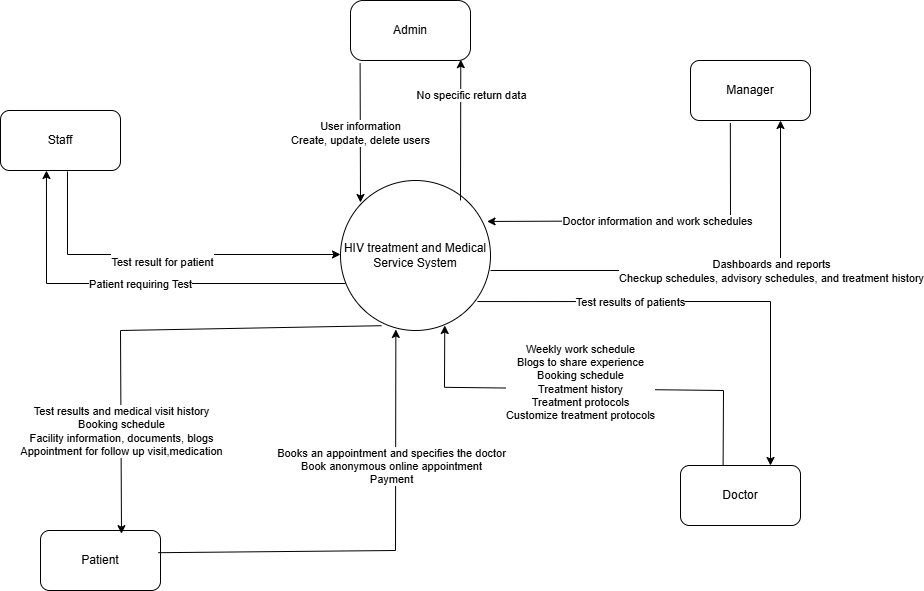 Admin
Manager
No specific return data
User information
Create, update, delete users
Staff
Doctor information and work schedules
HIV treatment and Medical
Service System
Test result for patient
Dashboards and reports
Checkup schedules, advisory schedules, and treatment history
Patient requiring Test
Test results of patients
Weekly work schedule
Blogs to share experience
Booking schedule
Treatment history
Treatment protocols
Customize treatment protocols
Test results and medical visit history
Booking schedule
Facility information, documents, blogs
Appointment for follow up visit,medication
Books an appointment and specifies the doctor
Book anonymous online appointment
Payment
Doctor
Patient